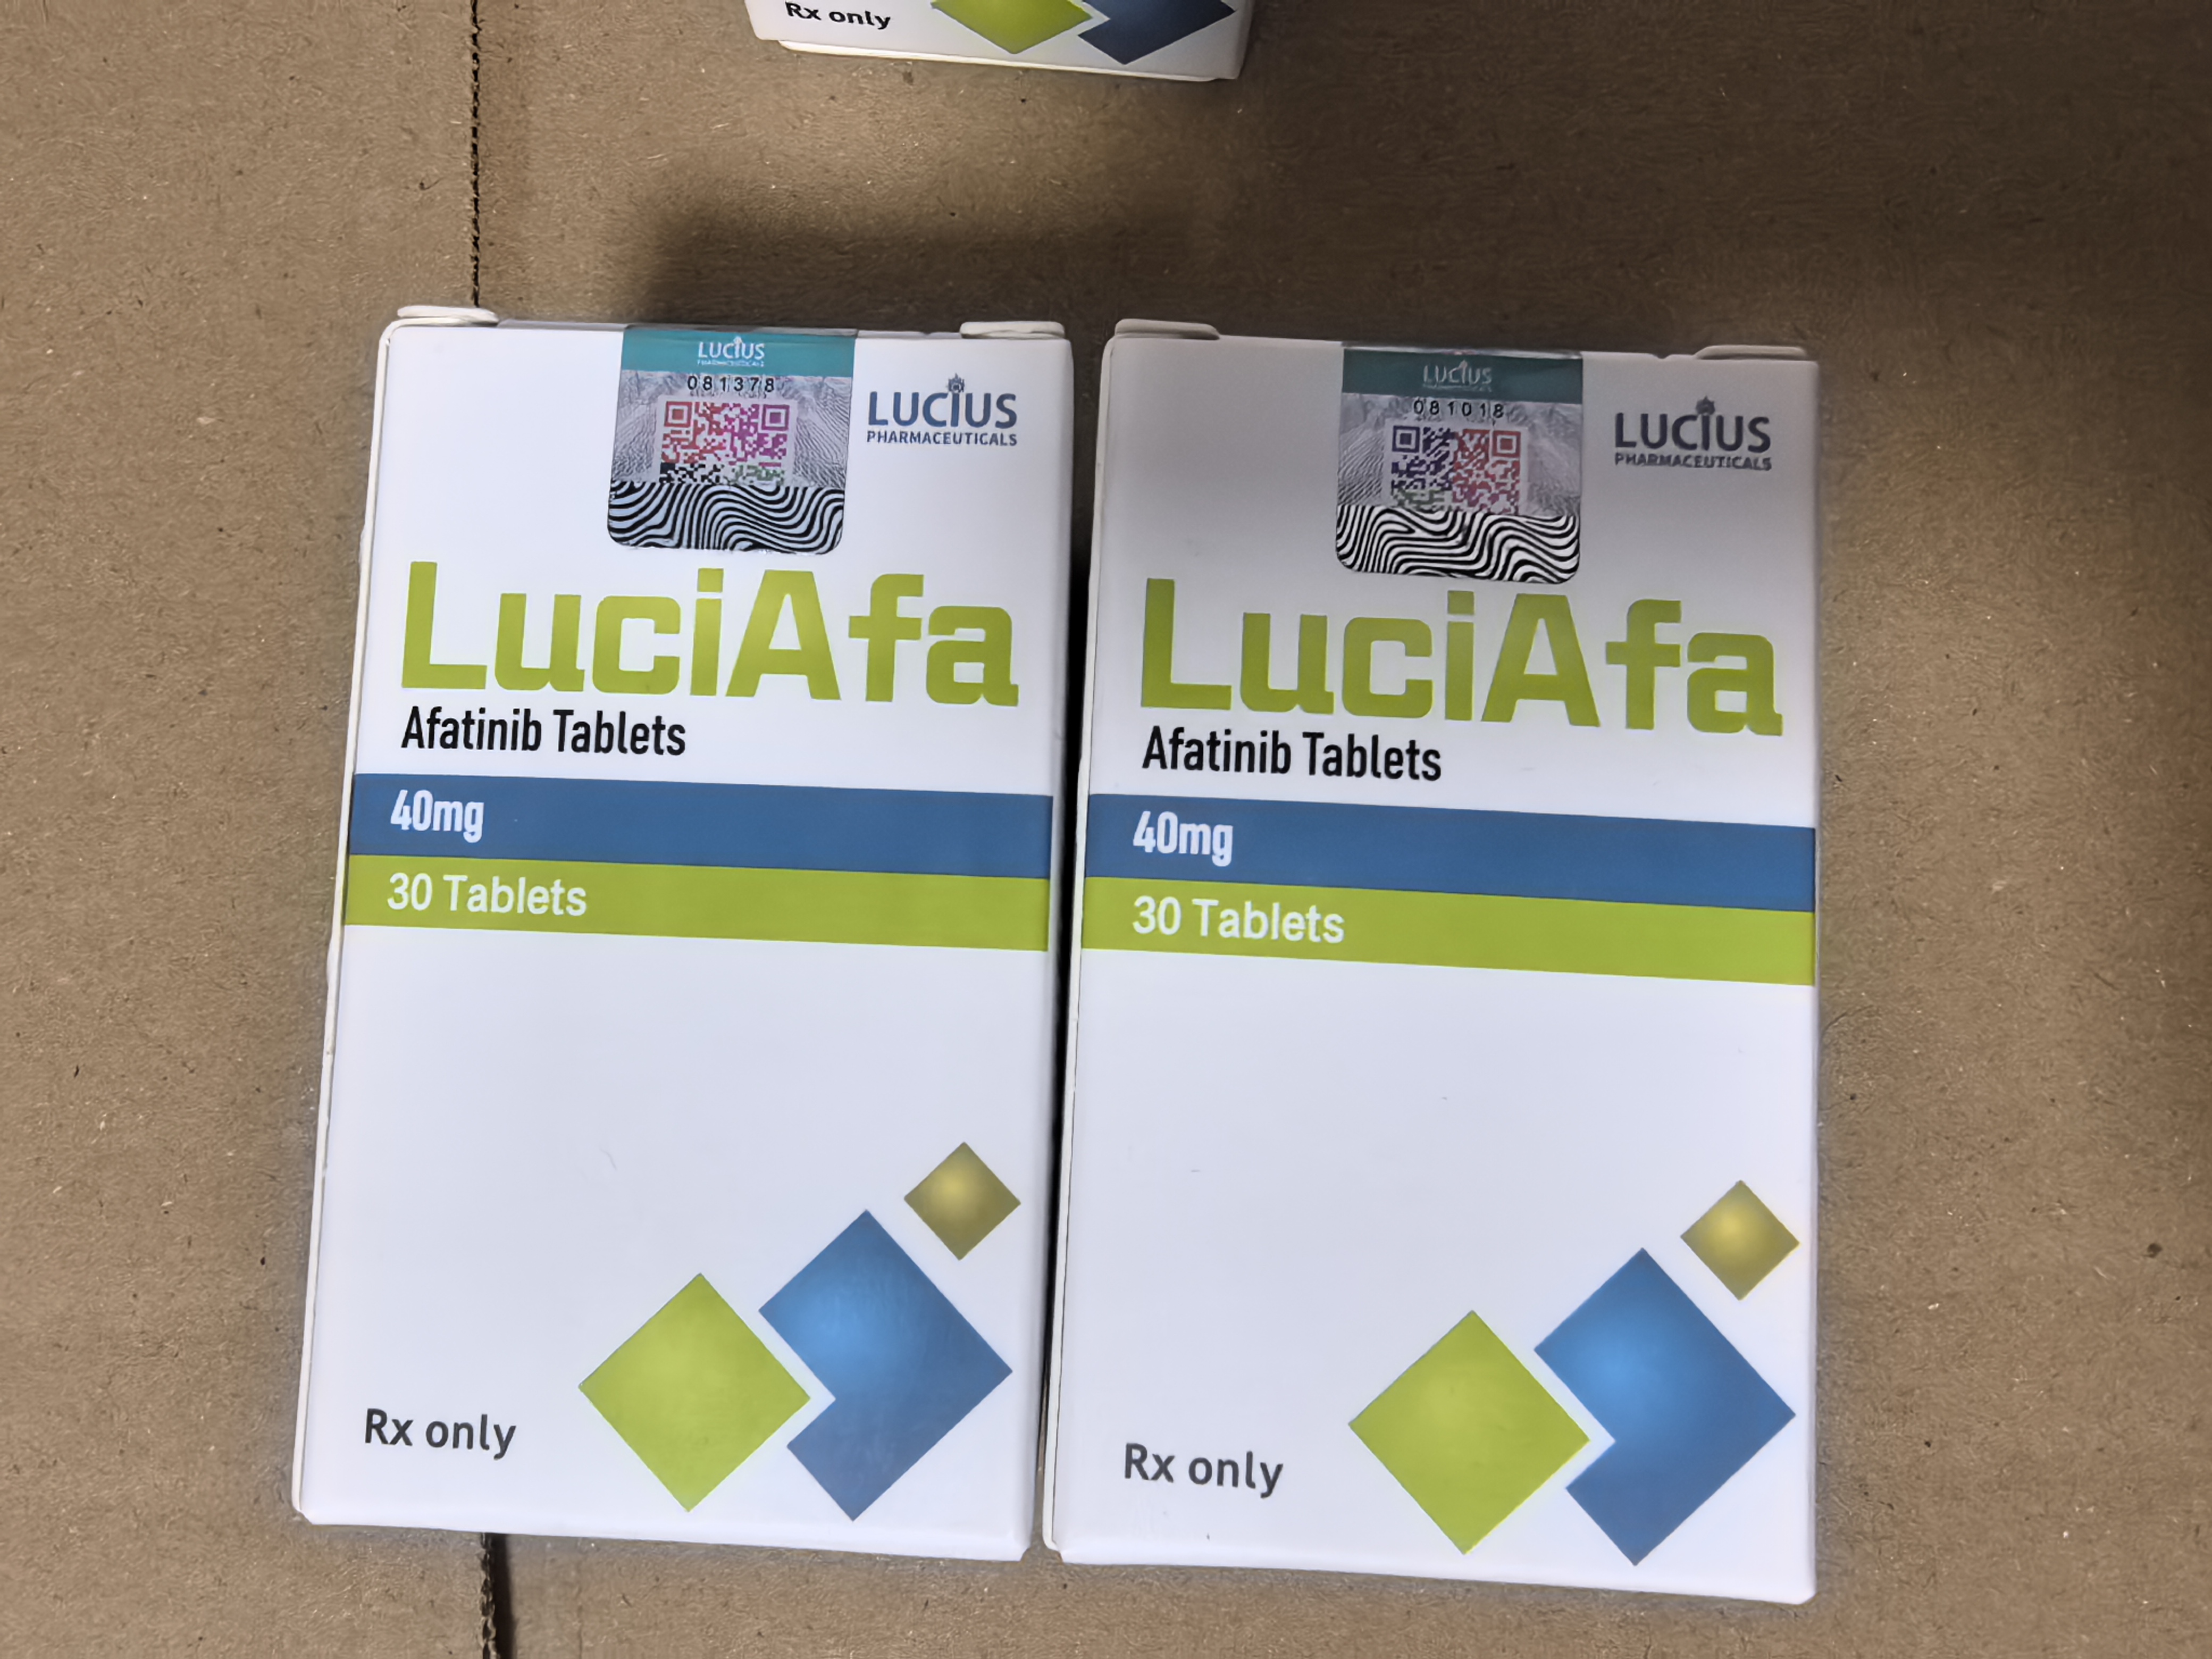 Rx only
LUCIUS
PHARMACEUTICALS
081378
LUCIUS
PHARMACEUTICALS
LuciAfa
Afatinib Tablets
40mg
30 Tablets
Rx only
LUCIUS
081018
LUCIUS
PHARMACEUTICALS
LuciAfa
Afatinib Tablets
40mg
30 Tablets
Rx only